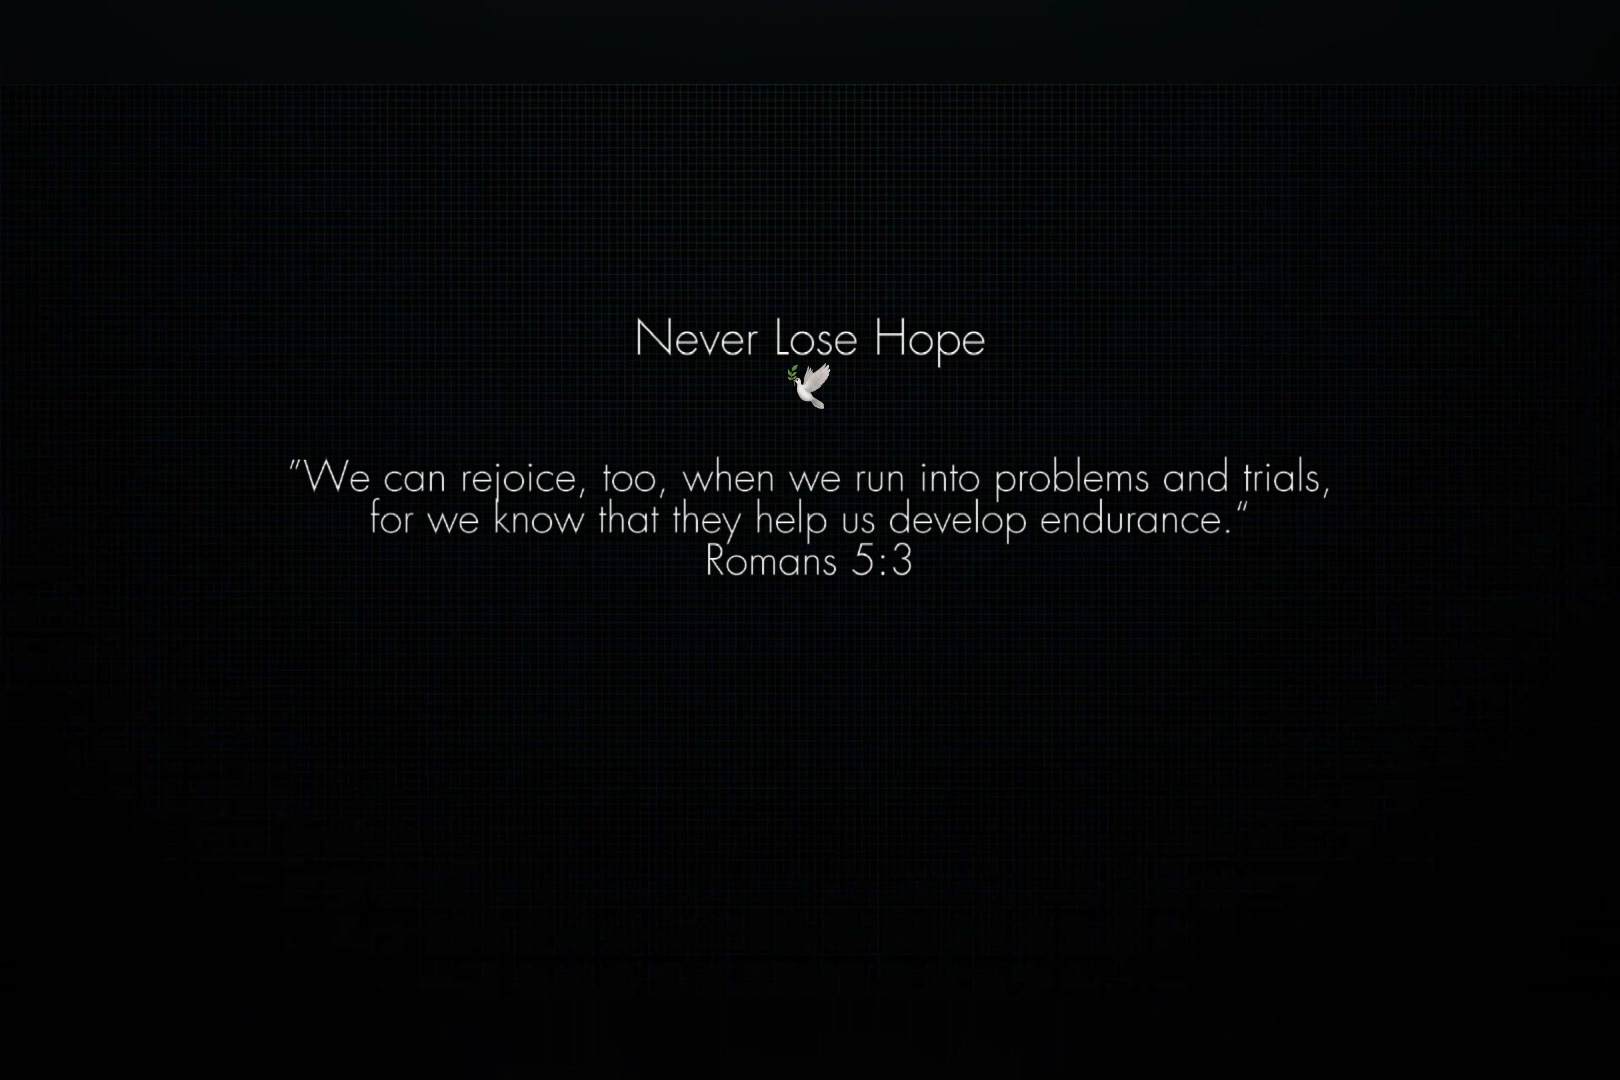 Never Lose Hope
🕊️
"We can rejoice, too, when we run into problems and trials,
for we know that they help us develop endurance.“
Romans 5:3